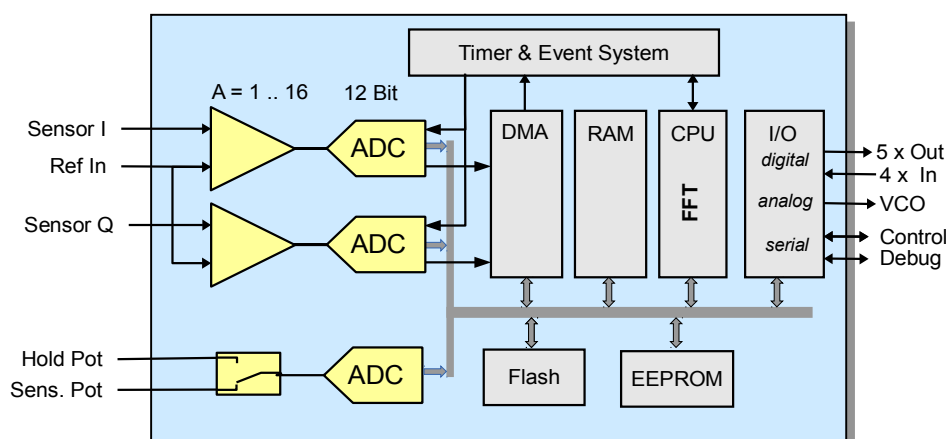 Timer & Event System
A = 1 .. 16
12 Bit
Sensor I
Ref In
Sensor Q
Hold Pot
Sens. Pot
ADC
ADC
ADC
DMA
RAM
CPU
FFT
I/O
digital
analog
serial
5 x Out
4 x In
VCO
Control
Debug
Flash
EEPROM